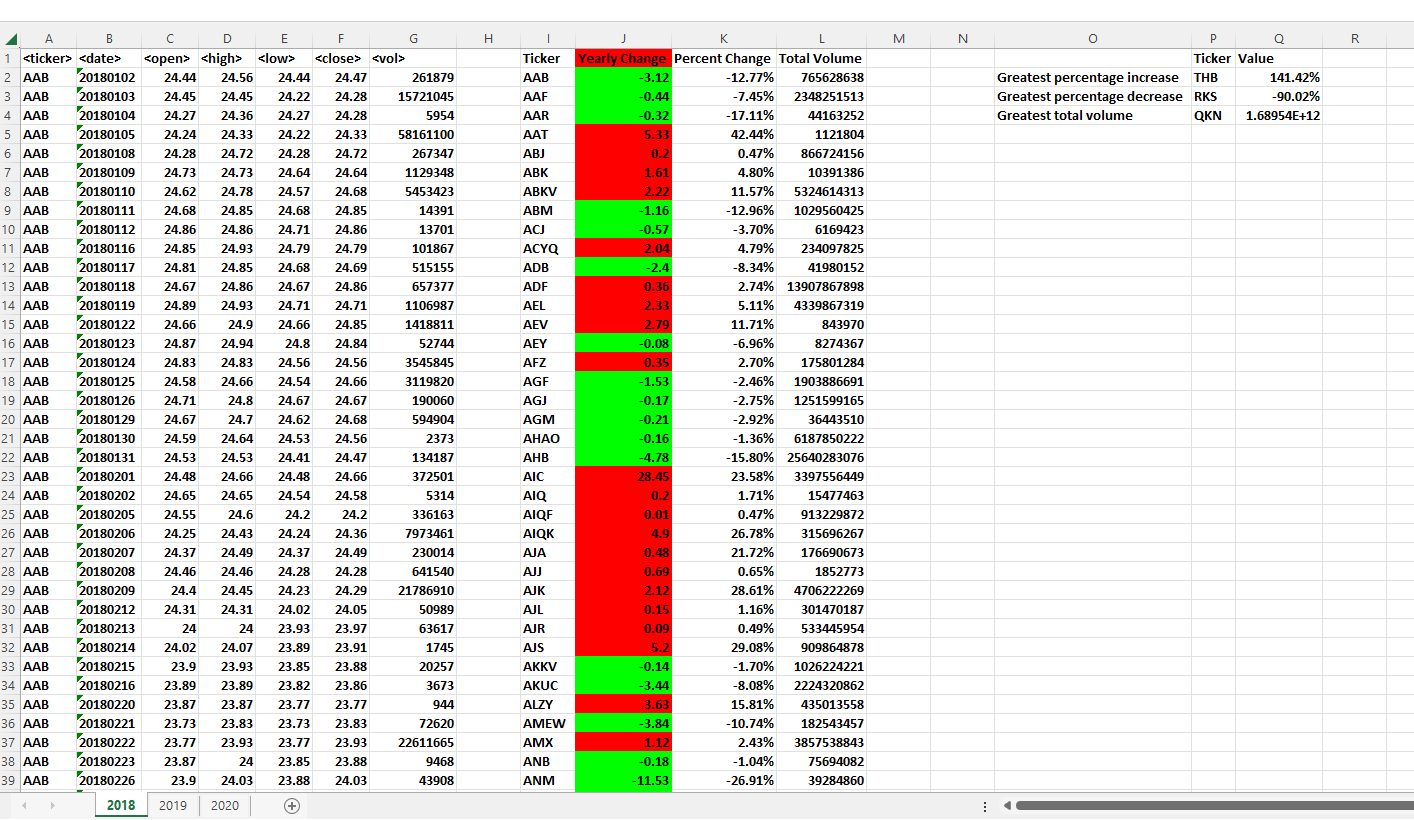 A B C D E F G H I J K L M N O P Q R
1 <ticker> <date> <open> <high> <low> <close> <vol> Ticker Yearly Change Percent Change Total Volume Ticker Value
2 AAB 20180102 24.44 24.56 24.44 24.47 261879 AAB -3.12 -12.77% 765628638 Greatest percentage increase THB 141.42%
3 AAB 20180103 24.45 24.45 24.22 24.28 15721045 AAF -0.44 -7.45% 2348251513 Greatest percentage decrease RKS -90.02%
4 AAB 20180104 24.27 24.36 24.27 24.28 5954 AAR -0.32 -17.11% 44163252 Greatest total volume QKN 1.68954E+12
5 AAB 20180105 24.24 24.33 24.22 24.33 58161100 AAT 5.33 42.44% 1121804
6 AAB 20180108 24.28 24.72 24.28 24.72 267347 ABJ 0.2 0.47% 866724156
7 AAB 20180109 24.73 24.73 24.64 24.64 1129348 ABK 1.61 4.80% 10391386
8 AAB 20180110 24.62 24.78 24.57 24.68 5453423 ABKV 2.22 11.57% 5324614313
9 AAB 20180111 24.68 24.85 24.68 24.85 14391 ABM -1.16 -12.96% 1029560425
10 AAB 20180112 24.86 24.86 24.71 24.86 13701 ACJ -0.57 -3.70% 6169423
11 AAB 20180116 24.85 24.93 24.79 24.79 101867 ACYQ 2.04 4.79% 234097825
12 AAB 20180117 24.81 24.85 24.68 24.69 515155 ADB -2.4 -8.34% 41980152
13 AAB 20180118 24.67 24.86 24.67 24.86 657377 ADF 0.36 2.74% 13907867898
14 AAB 20180119 24.89 24.93 24.71 24.71 1106987 AEL 2.33 5.11% 4339867319
15 AAB 20180122 24.66 24.9 24.66 24.85 1418811 AEV 2.79 11.71% 843970
16 AAB 20180123 24.87 24.94 24.8 24.84 52744 AEY -0.08 -6.96% 8274367
17 AAB 20180124 24.83 24.83 24.56 24.56 3545845 AFZ 0.35 2.70% 175801284
18 AAB 20180125 24.58 24.66 24.54 24.66 3119820 AGF -1.53 -2.46% 1903886691
19 AAB 20180126 24.71 24.8 24.67 24.67 190060 AGJ -0.17 -2.75% 1251599165
20 AAB 20180129 24.67 24.7 24.62 24.68 594904 AGM -0.21 -2.92% 36443510
21 AAB 20180130 24.59 24.64 24.53 24.56 2373 AHAO -0.16 -1.36% 6187850222
22 AAB 20180131 24.53 24.53 24.41 24.47 134187 AHB -4.78 -15.80% 25640283076
23 AAB 20180201 24.48 24.66 24.48 24.66 372501 AIC 28.45 23.58% 3397556449
24 AAB 20180202 24.65 24.65 24.54 24.58 5314 AIQ 0.2 1.71% 15477463
25 AAB 20180205 24.55 24.6 24.2 24.2 336163 AIQF 0.01 0.47% 913229872
26 AAB 20180206 24.25 24.43 24.24 24.36 7973461 AIQK 4.9 26.78% 315696267
27 AAB 20180207 24.37 24.49 24.37 24.49 230014 AJA 0.48 21.72% 176690673
28 AAB 20180208 24.46 24.46 24.28 24.28 641540 AJJ 0.69 0.65% 1852773
29 AAB 20180209 24.4 24.45 24.23 24.29 21786910 AJK 2.12 28.61% 4706222269
30 AAB 20180212 24.31 24.31 24.02 24.05 50989 AJL 0.15 1.16% 301470187
31 AAB 20180213 24 24 23.93 23.97 63617 AJR 0.09 0.49% 533445954
32 AAB 20180214 24.02 24.07 23.89 23.91 1745 AJS 5.2 29.08% 909864878
33 AAB 20180215 23.9 23.93 23.85 23.88 20257 AKKV -0.14 -1.70% 1026224221
34 AAB 20180216 23.89 23.89 23.82 23.86 3673 AKUC -3.44 -8.08% 2224320862
35 AAB 20180220 23.87 23.87 23.77 23.77 944 ALZY 3.63 15.81% 435013558
36 AAB 20180221 23.73 23.83 23.73 23.83 72620 AMEW -3.84 -10.74% 182543457
37 AAB 20180222 23.77 23.93 23.77 23.93 22611665 AMX 1.12 2.43% 3857538843
38 AAB 20180223 23.87 24 23.85 23.88 9468 ANB -0.18 -1.04% 75694082
39 AAB 20180226 23.9 24.03 23.88 24.03 43908 ANM -11.53 -26.91% 39284860
2018 2019 2020